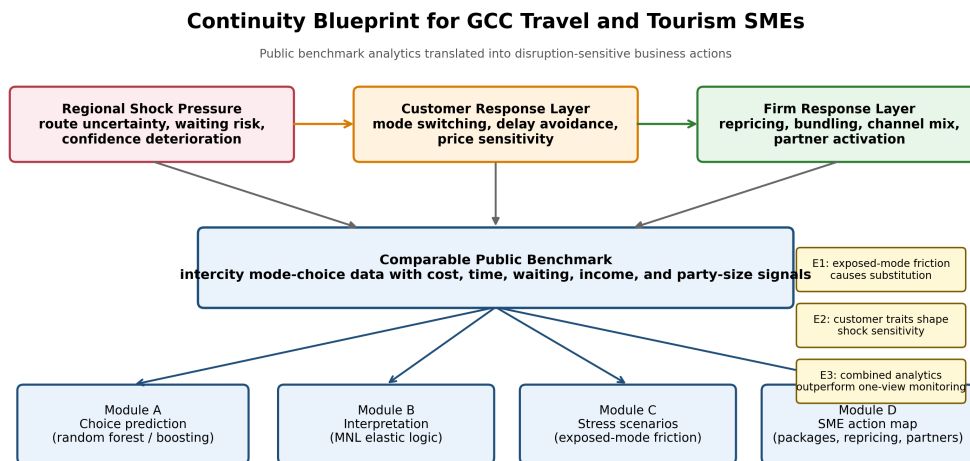 Continuity Blueprint for GCC Travel and Tourism SMEs
Public benchmark analytics translated into disruption-sensitive business actions
Regional Shock Pressure
route uncertainty, waiting risk,
confidence deterioration
Customer Response Layer
mode switching, delay avoidance,
price sensitivity
Firm Response Layer
repricing, bundling, channel mix,
partner activation
Comparable Public Benchmark
intercity mode-choice data with cost, time, waiting, income, and party-size signals
E1: exposed-mode friction
causes substitution
E2: customer traits shape
shock sensitivity
E3: combined analytics
outperform one-view monitoring
Module A
Choice prediction
(random forest / boosting)
Module B
Interpretation
(MNL elastic logic)
Module C
Stress scenarios
(exposed-mode friction)
Module D
SME action map
(packages, repricing, partners)